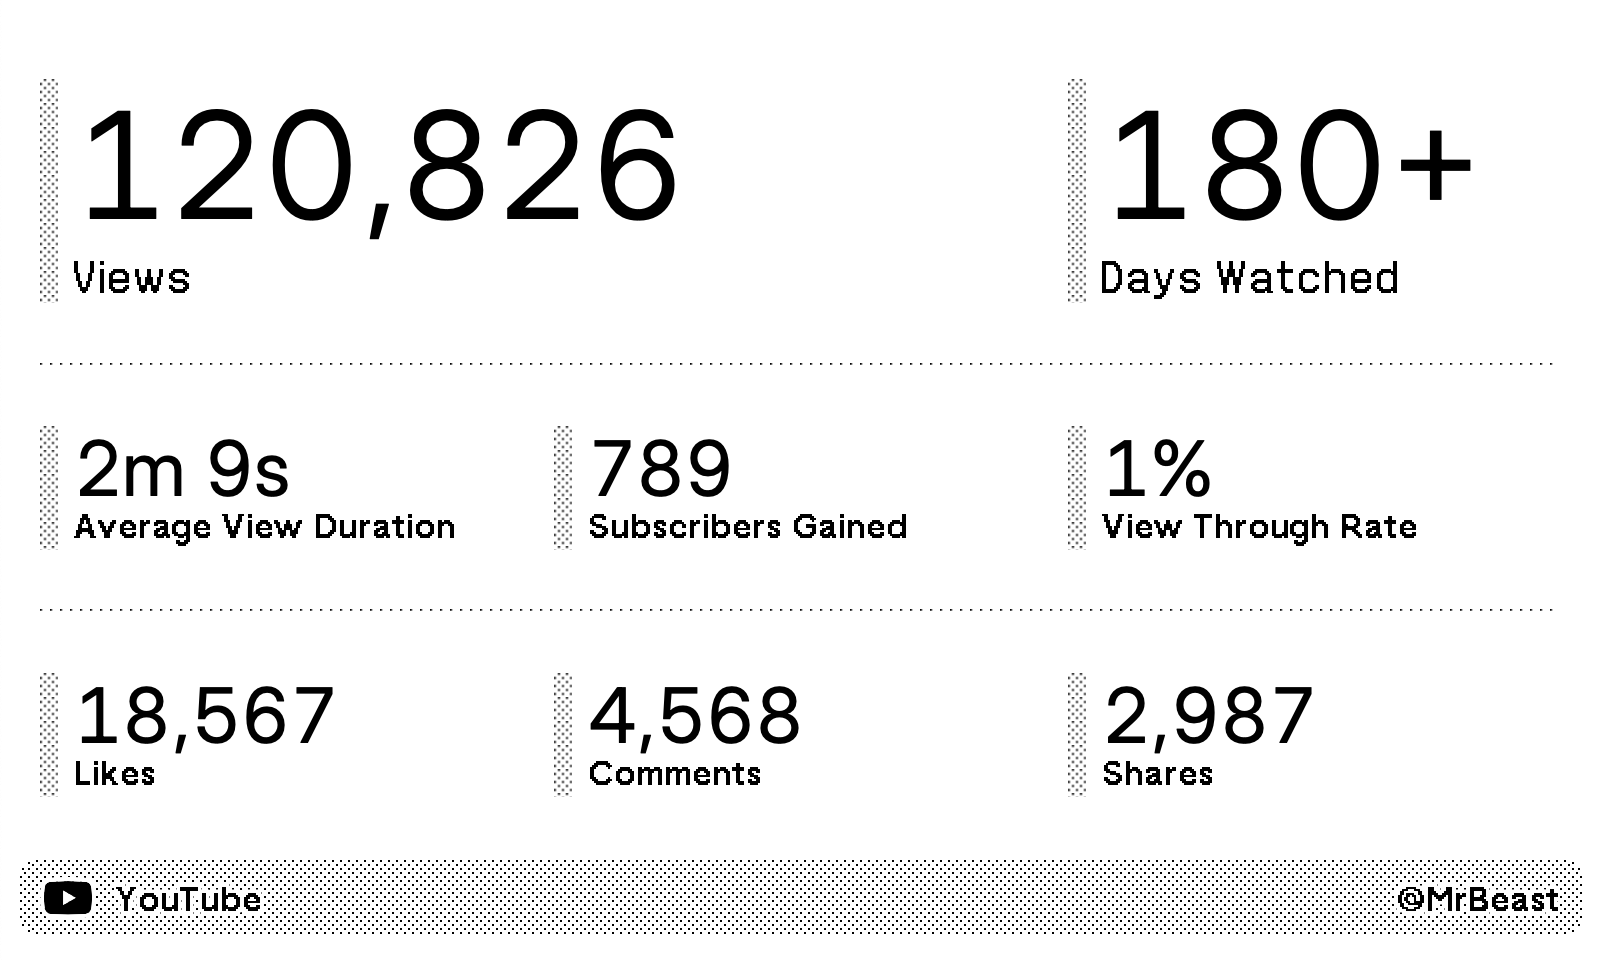 120,826
180+
Views
Days Watched
2m 9s
789
1%
Average View Duration
Subscribers Gained
View Through Rate
18,567
4,568
2,987
Likes
Comments
Shares
YouTube
@MrBeast